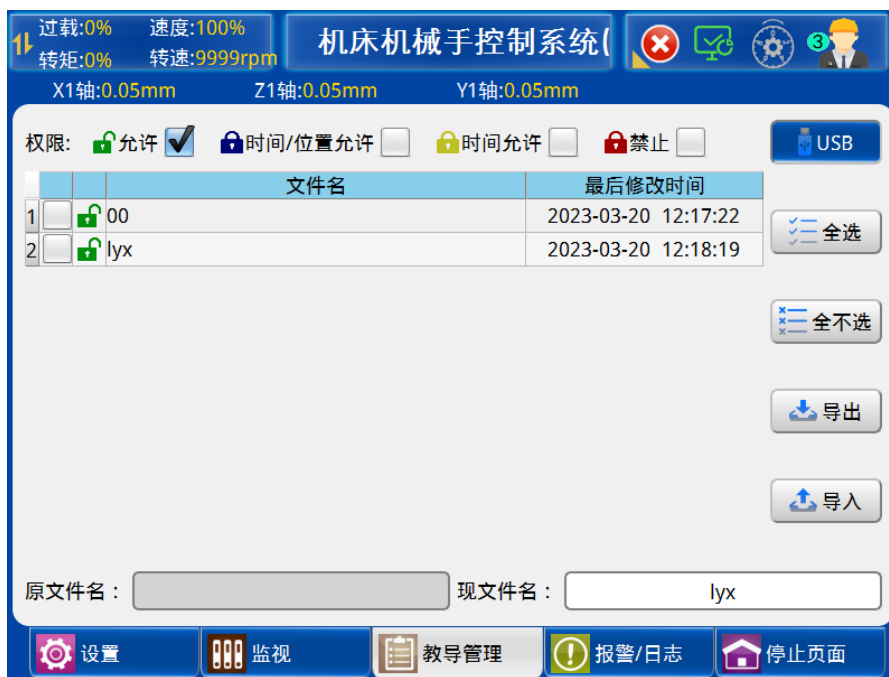 过载:0% 速度:100% 机床机械手控制系统(
转矩:0% 转速:9999rpm
3
X1轴:0.05mm Z1轴:0.05mm Y1轴:0.05mm
权限: 允许 时间/位置允许 时间允许 禁止 USB
文件名 最后修改时间
1 00 2023-03-20 12:17:22
全选
2 lyx 2023-03-20 12:18:19
全不选
导出
导入
原文件名： 现文件名： lyx
设置 监视 教导管理 报警/日志 停止页面